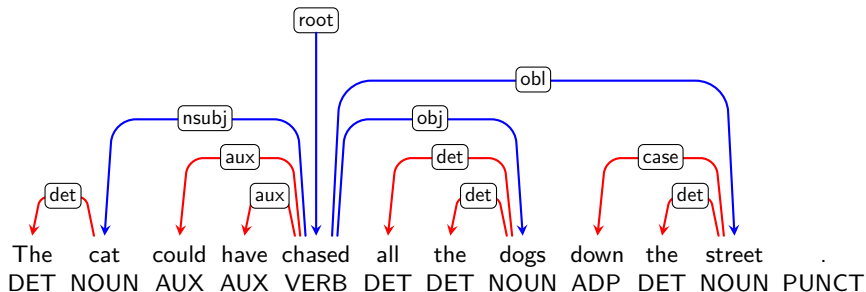 root
obl
nsubj obj
aux det case
det aux det det
The cat could have chased all the dogs down the street .
DET NOUN AUX AUX VERB DET DET NOUN ADP DET NOUN PUNCT